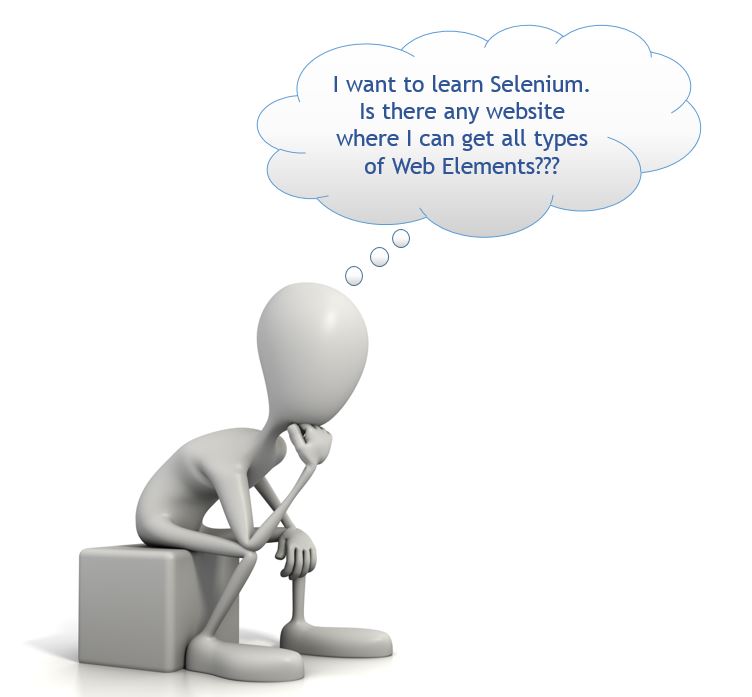 I want to learn Selenium.
Is there any website
where I can get all types
of Web Elements???